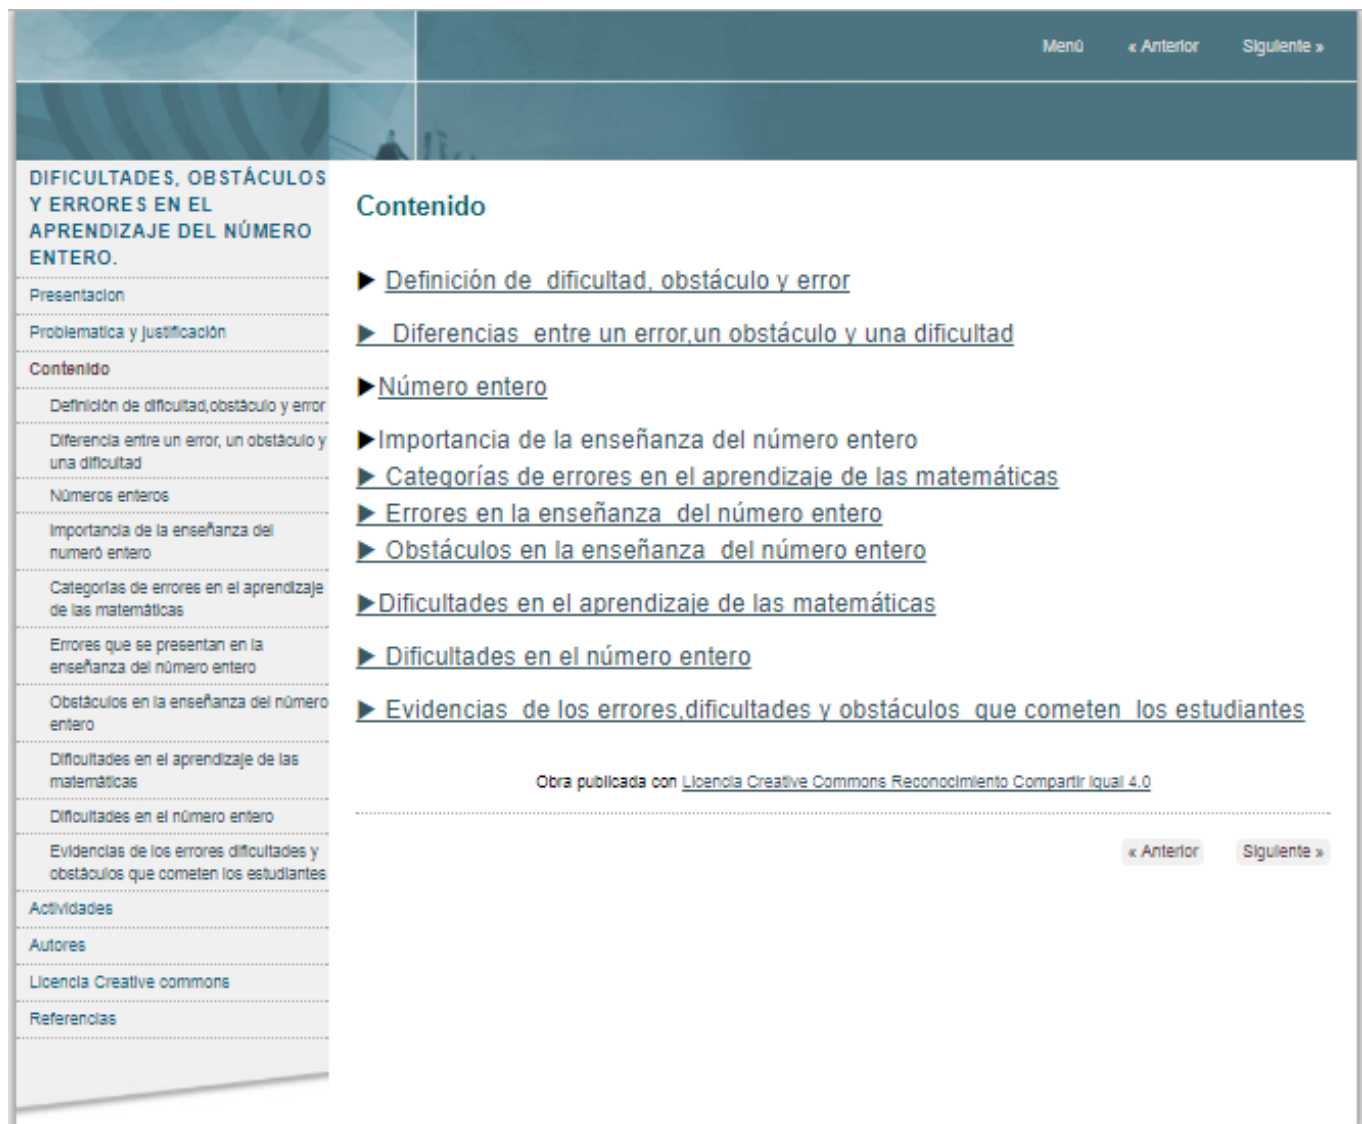 Menú « Anterior Siguiente »
DIFICULTADES, OBSTÁCULOS
Y ERRORES EN EL
APRENDIZAJE DEL NÚMERO
ENTERO.
Presentacion
Problematica y justificación
Contenido
Definición de dificultad,obstáculo y error
Diferencia entre un error, un obstáculo y
una dificultad
Números enteros
Importancia de la enseñanza del
numeró entero
Categorías de errores en el aprendizaje
de las matemáticas
Errores que se presentan en la
enseñanza del número entero
Obstáculos en la enseñanza del número
entero
Dificultades en el aprendizaje de las
matemáticas
Dificultades en el número entero
Evidencias de los errores dificultades y
obstáculos que cometen los estudiantes
Actividades
Autores
Licencia Creative commons
Referencias
Contenido
▶ Definición de dificultad, obstáculo y error
▶ Diferencias entre un error,un obstáculo y una dificultad
▶Número entero
▶Importancia de la enseñanza del número entero
▶ Categorías de errores en el aprendizaje de las matemáticas
▶ Errores en la enseñanza del número entero
▶ Obstáculos en la enseñanza del número entero
▶Dificultades en el aprendizaje de las matemáticas
▶ Dificultades en el número entero
▶ Evidencias de los errores,dificultades y obstáculos que cometen los estudiantes
Obra publicada con Licencia Creative Commons Reconocimiento Compartir igual 4.0
« Anterior Siguiente »